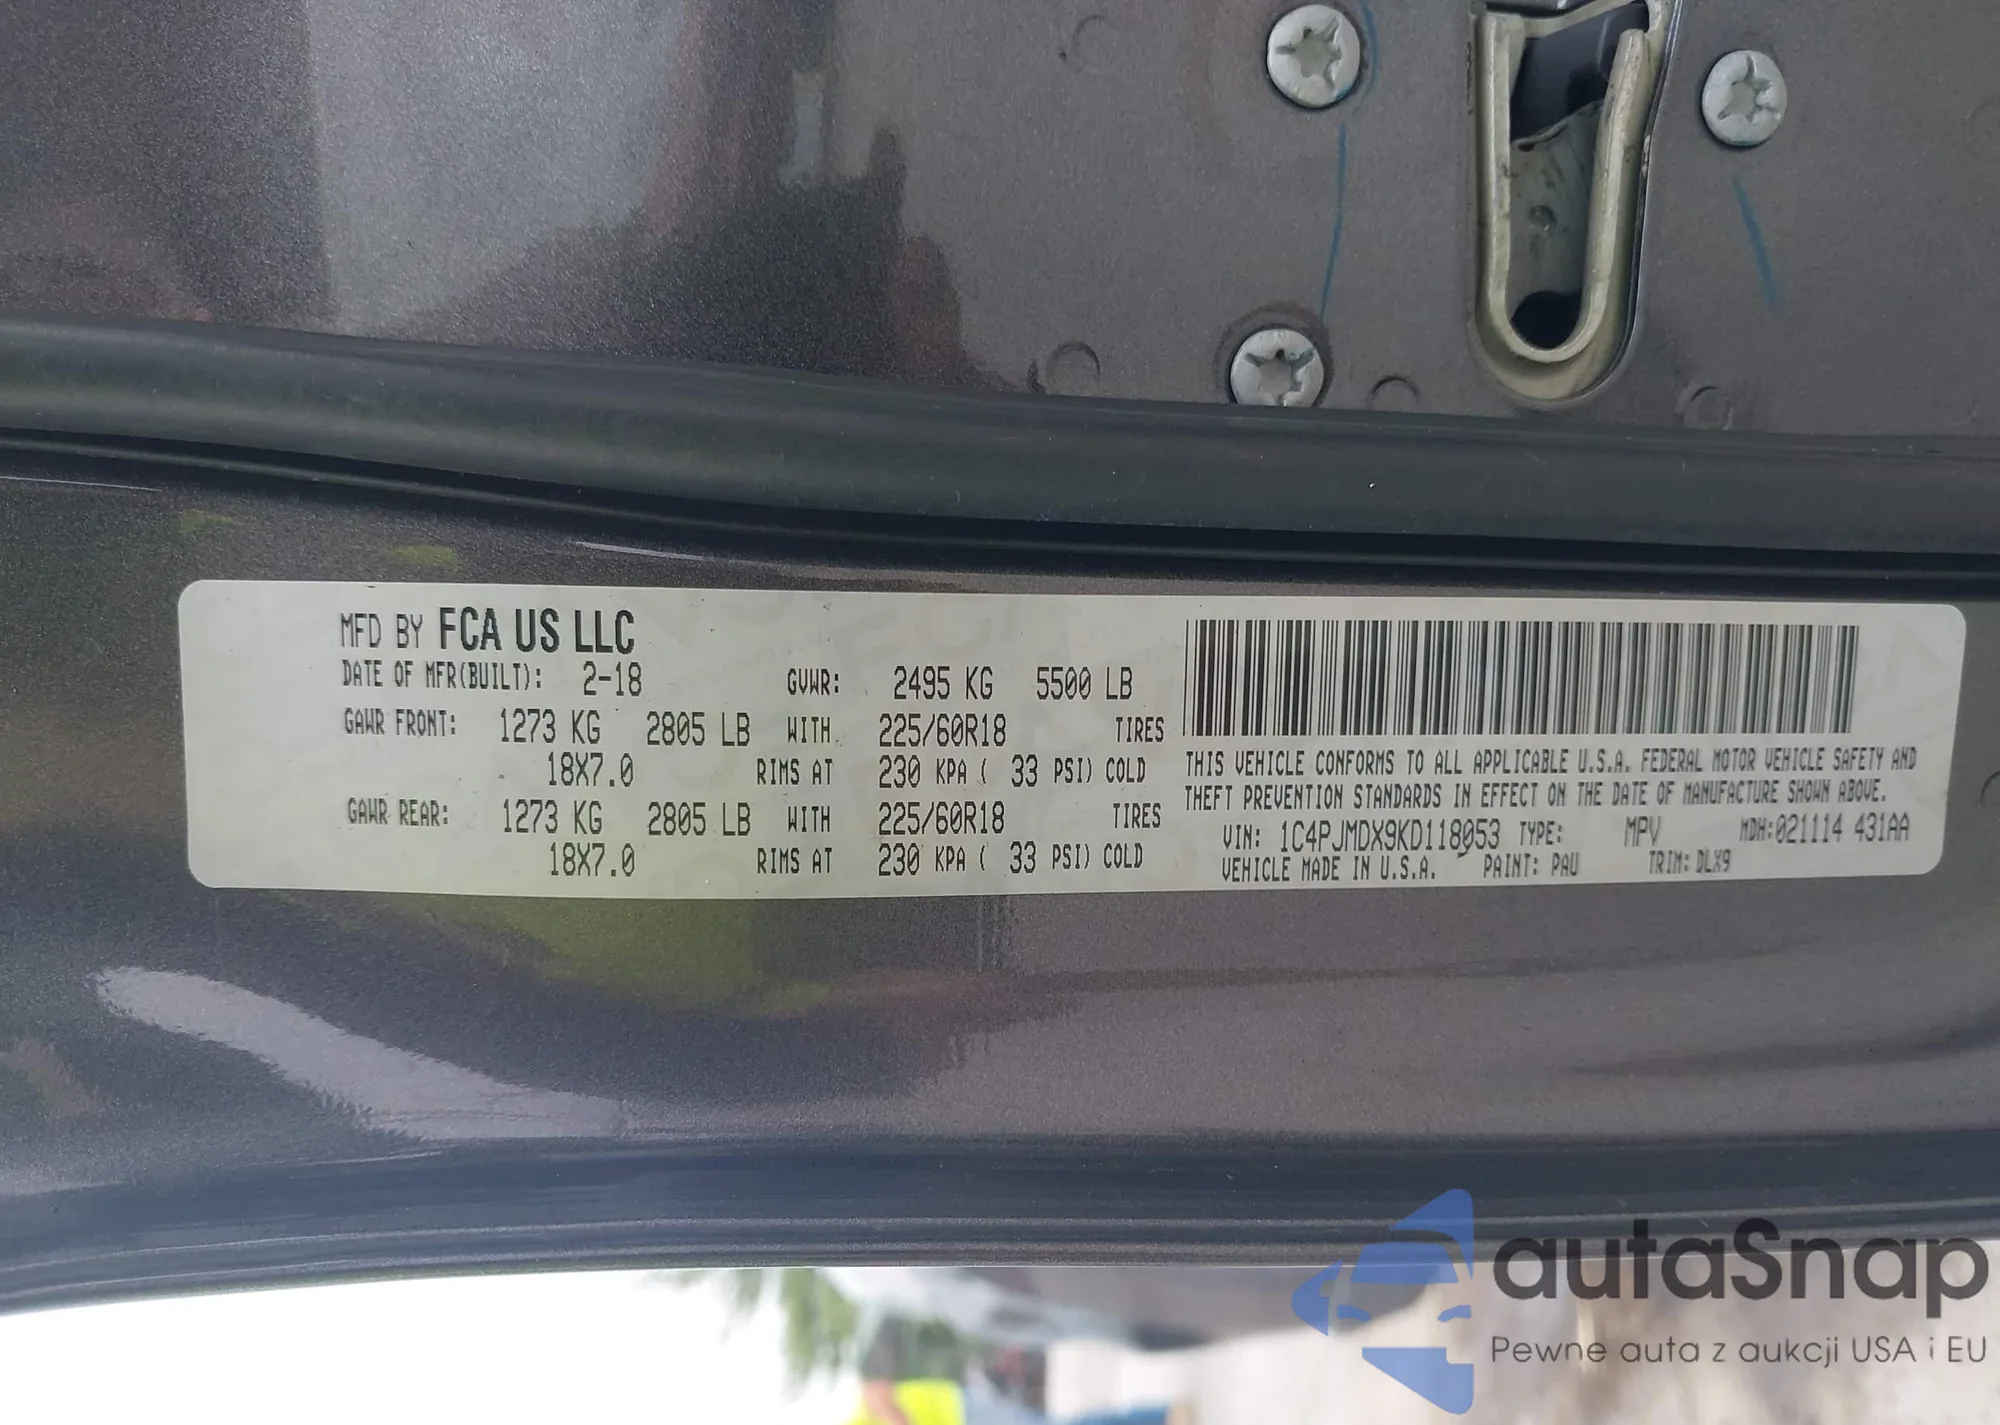 MFD BY FCA US LLC
DATE OF MFR(BUILT): 2-18 GVWR: 2495 KG 5500 LB
GAWR FRONT: 1273 KG 2805 LB WITH 225/60R18 TIRES
18X7.0 RIMS AT 230 KPA ( 33 PSI) COLD
GAWR REAR: 1273 KG 2805 LB WITH 225/60R18 TIRES
18X7.0 RIMS AT 230 KPA ( 33 PSI) COLD
THIS VEHICLE CONFORMS TO ALL APPLICABLE U.S.A. FEDERAL MOTOR VEHICLE SAFETY AND
THEFT PREVENTION STANDARDS IN EFFECT ON THE DATE OF MANUFACTURE SHOWN ABOVE.
VIN: 1C4PJMDX9KD118053 TYPE: MPV MDH:021114 431AA
VEHICLE MADE IN U.S.A. PAINT: PAU TRIM: DLX9
autaSnap
Pewne auta z aukcji USA i EU